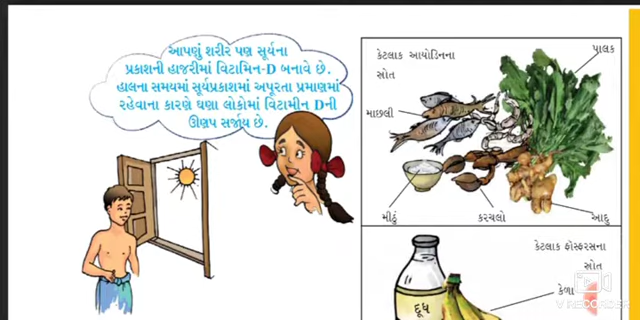 આપણું શરીર પણ સૂર્યના
પ્રકાશની હાજરીમાં વિટામિન-D બનાવે છે.
હાલના સમયમાં સૂર્યપ્રકાશમાં અપૂરતા પ્રમાણમાં
રહેવાના કારણે ઘણા લોકોમાં વિટામીન Dની
ઊણપ સર્જાય છે.
કેટલાક આયોડિનના
સ્રોત
પાલક
માછલી
મીઠું
કરચલો
આદુ
કેટલાક ફોસ્ફરસના
સ્રોત
કેળા
દૂધ